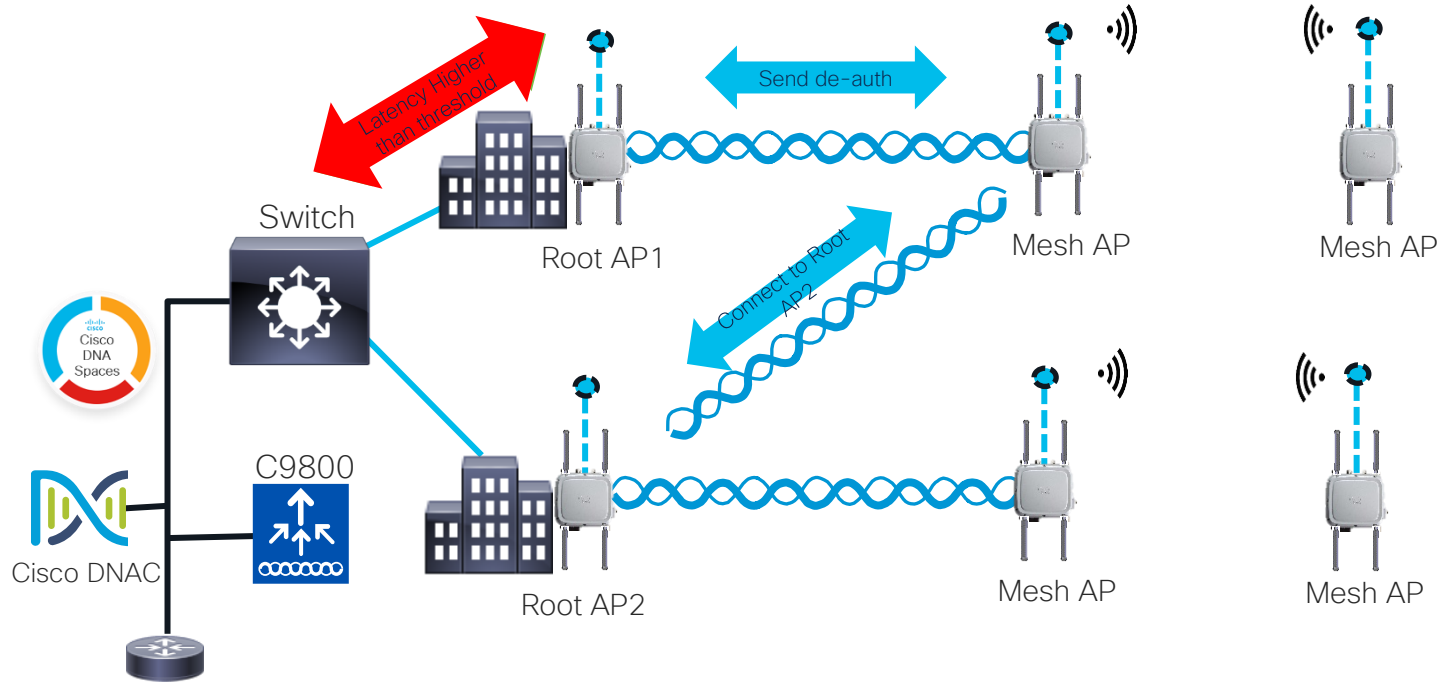 Latency Higher
than threshold
Send de-auth
Switch
Root AP1
Mesh AP
Mesh AP
Connect to Root
AP2
CISCO
Cisco
DNA
Spaces
C9800
Cisco DNAC
Root AP2
Mesh AP
Mesh AP